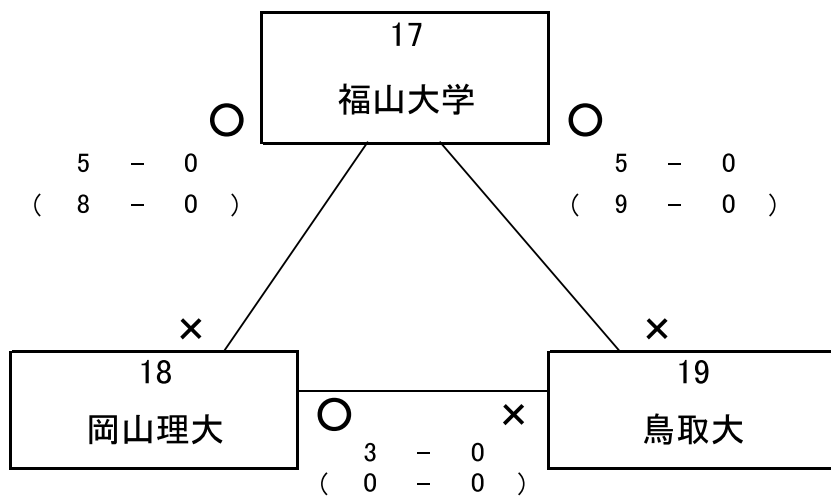 17
福山大学
○ ○
5 － 0 5 － 0
( 8 － 0 ) ( 9 － 0 )
× ×
18 19
岡山理大 鳥取大
○ ×
3 － 0
( 0 － 0 )